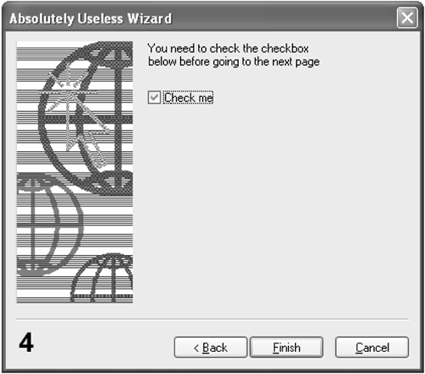 Absolutely Useless Wizard
You need to check the checkbox
below before going to the next page
Check me
4
< Back
Finish
Cancel